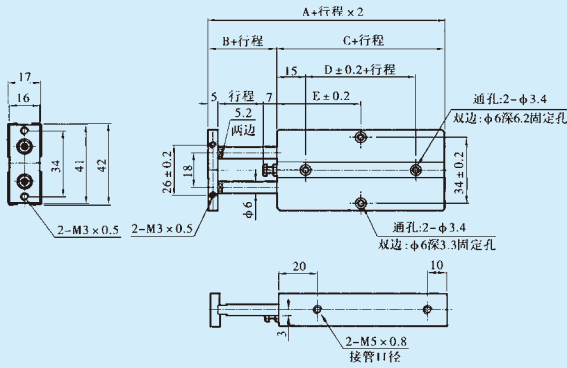 A+行程×2
B+行程
C+行程
15
D±0.2+行程
5
行程
7
E±0.2
5.2
两边
17
16
34
41
42
26±0.2
18
φ6
34±0.2
通孔:2-φ3.4
双边:φ6深6.2固定孔
2-M3×0.5
2-M3×0.5
通孔:2-φ3.4
双边:φ6深3.3固定孔
20
10
3
2-M5×0.8
接管口径